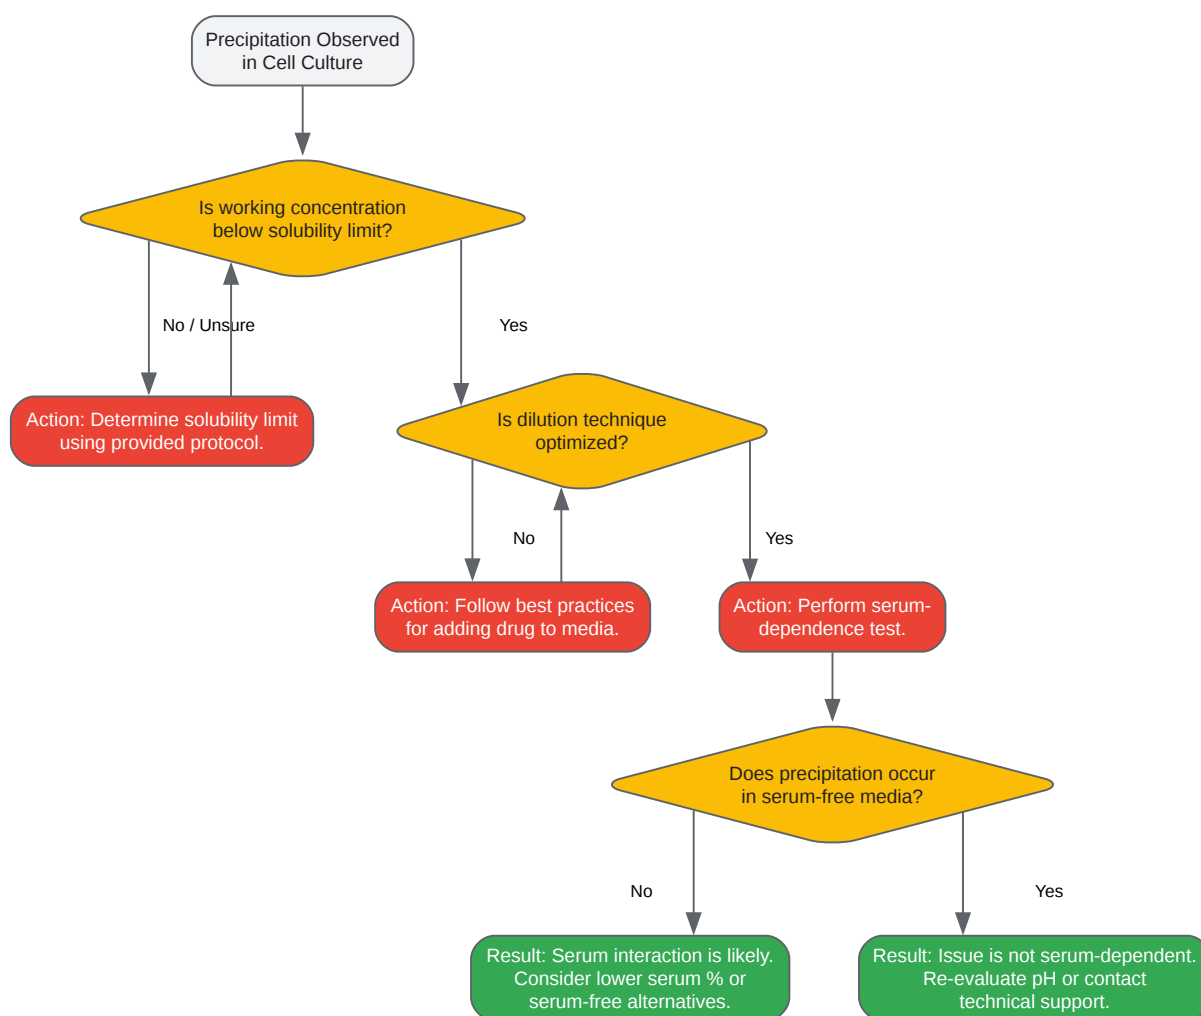 Precipitation Observed
in Cell Culture
Is working concentration
below solubility limit?
No / Unsure
Yes
Action: Determine solubility limit
using provided protocol.
Is dilution technique
optimized?
No
Yes
Action: Follow best practices
for adding drug to media.
Action: Perform serum-
dependence test.
Does precipitation occur
in serum-free media?
No
Yes
Result: Serum interaction is likely.
Consider lower serum % or
serum-free alternatives.
Result: Issue is not serum-dependent.
Re-evaluate pH or contact
technical support.